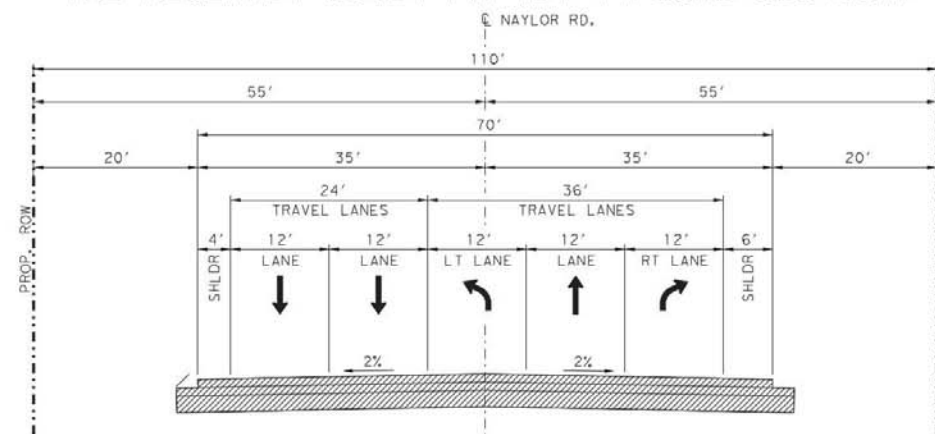 ℄ NAYLOR RD.
110'
55' 55'
70'
20' 35' 35' 20'
24' 36'
TRAVEL LANES TRAVEL LANES
4' 12' 12' 12' 12' 12' 6'
SHLDR LANE LANE LT LANE LANE RT LANE SHLDR
PROP. ROW
2% 2%